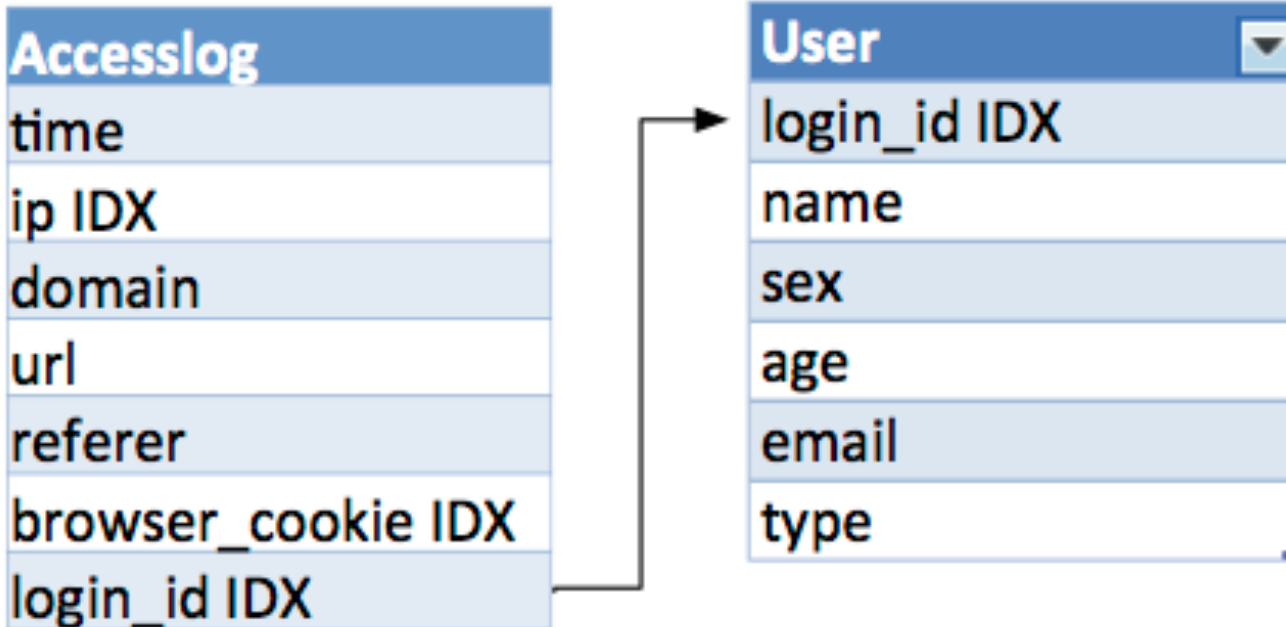 Accesslog
time
ip IDX
domain
url
referer
browser_cookie IDX
login_id IDX
User
login_id IDX
name
sex
age
email
type